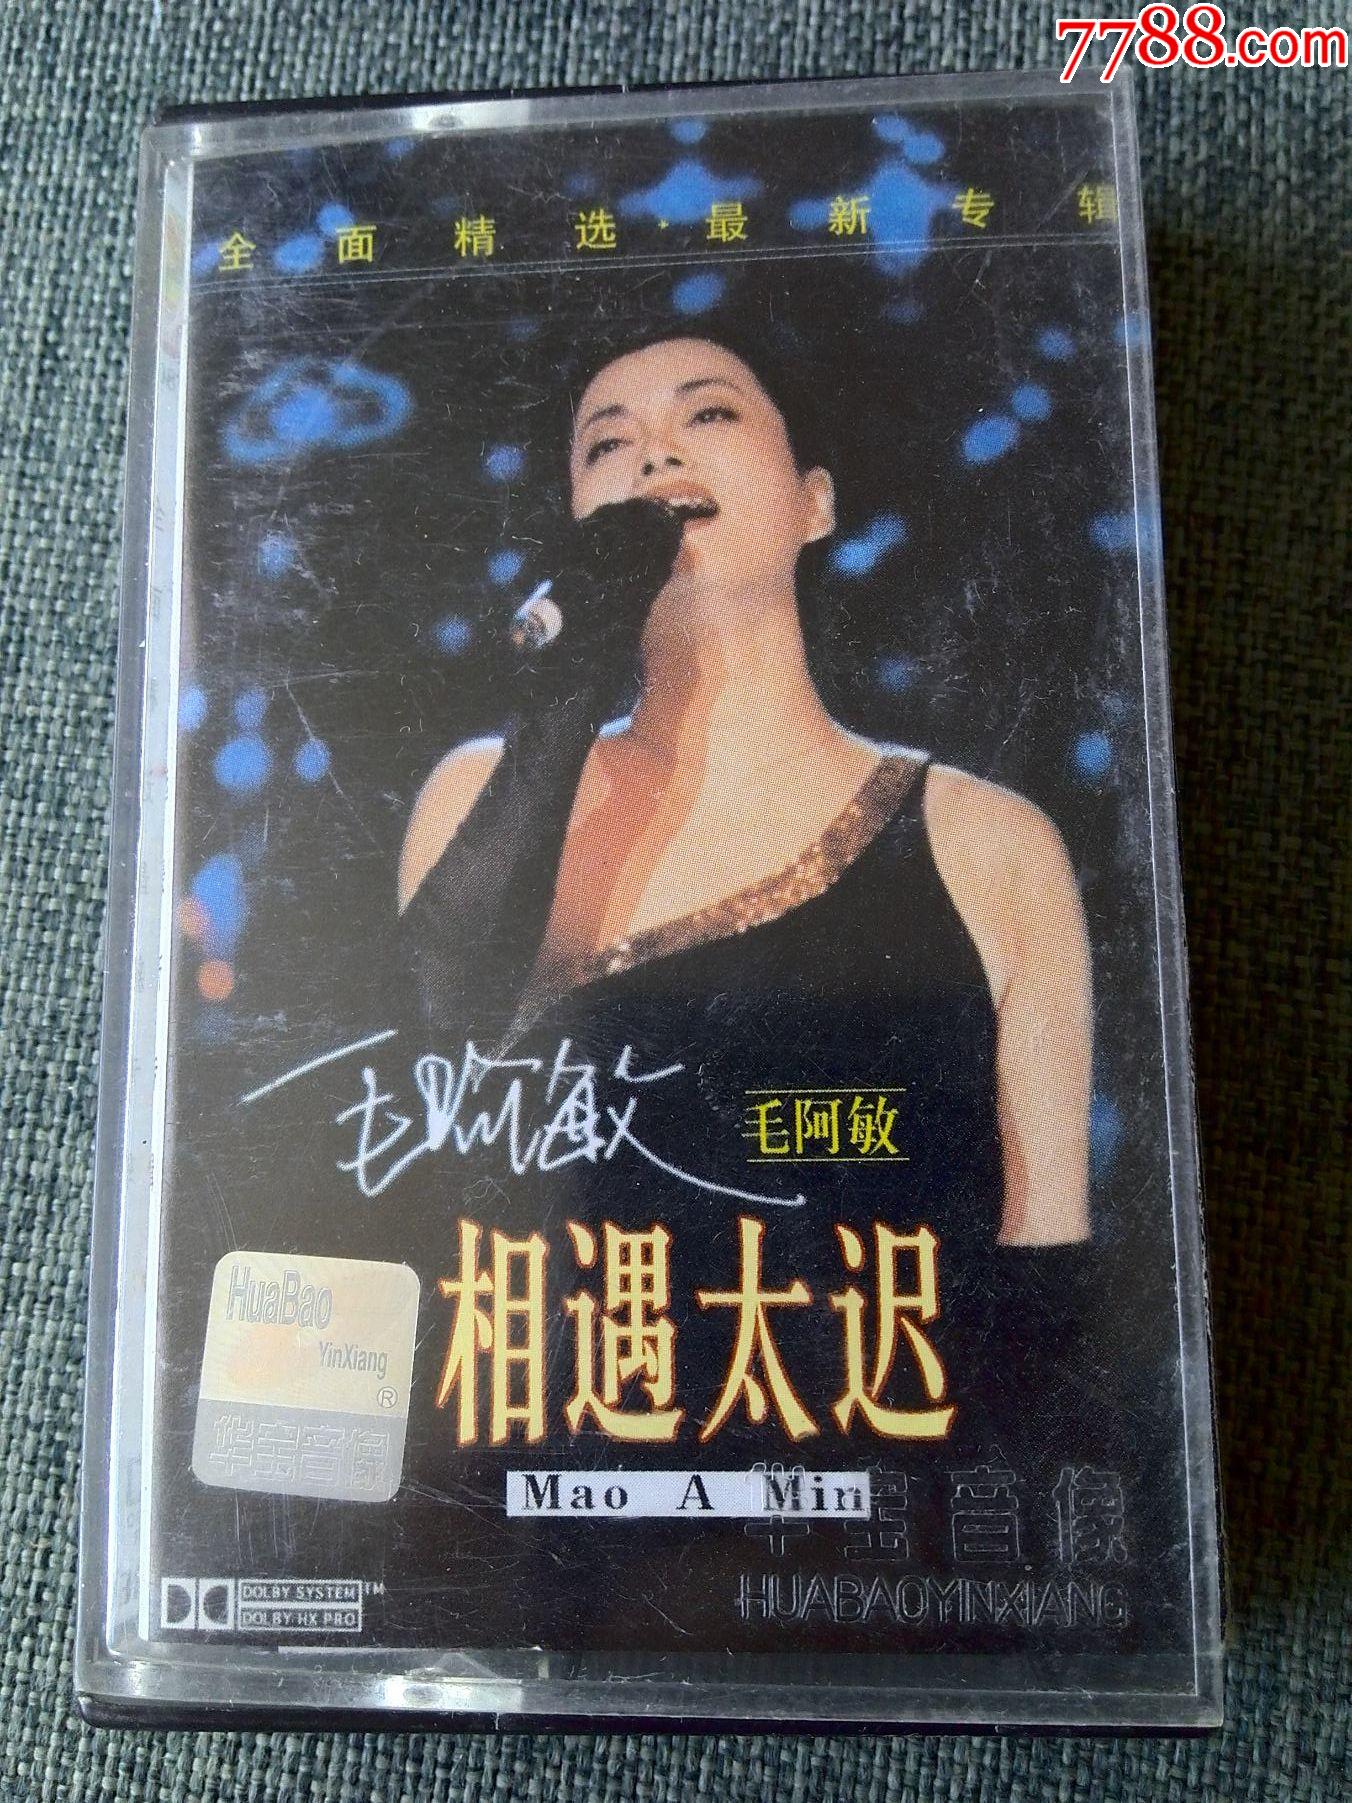 7788.com
全面精选·最新专辑
毛阿敏
毛阿敏
相遇太迟
HuaBao
YinXiang
®
华宝音像
Mao A Min
华宝音像
HUABAOYINXIANG
DOLBY SYSTEM™
DOLBY HX PRO